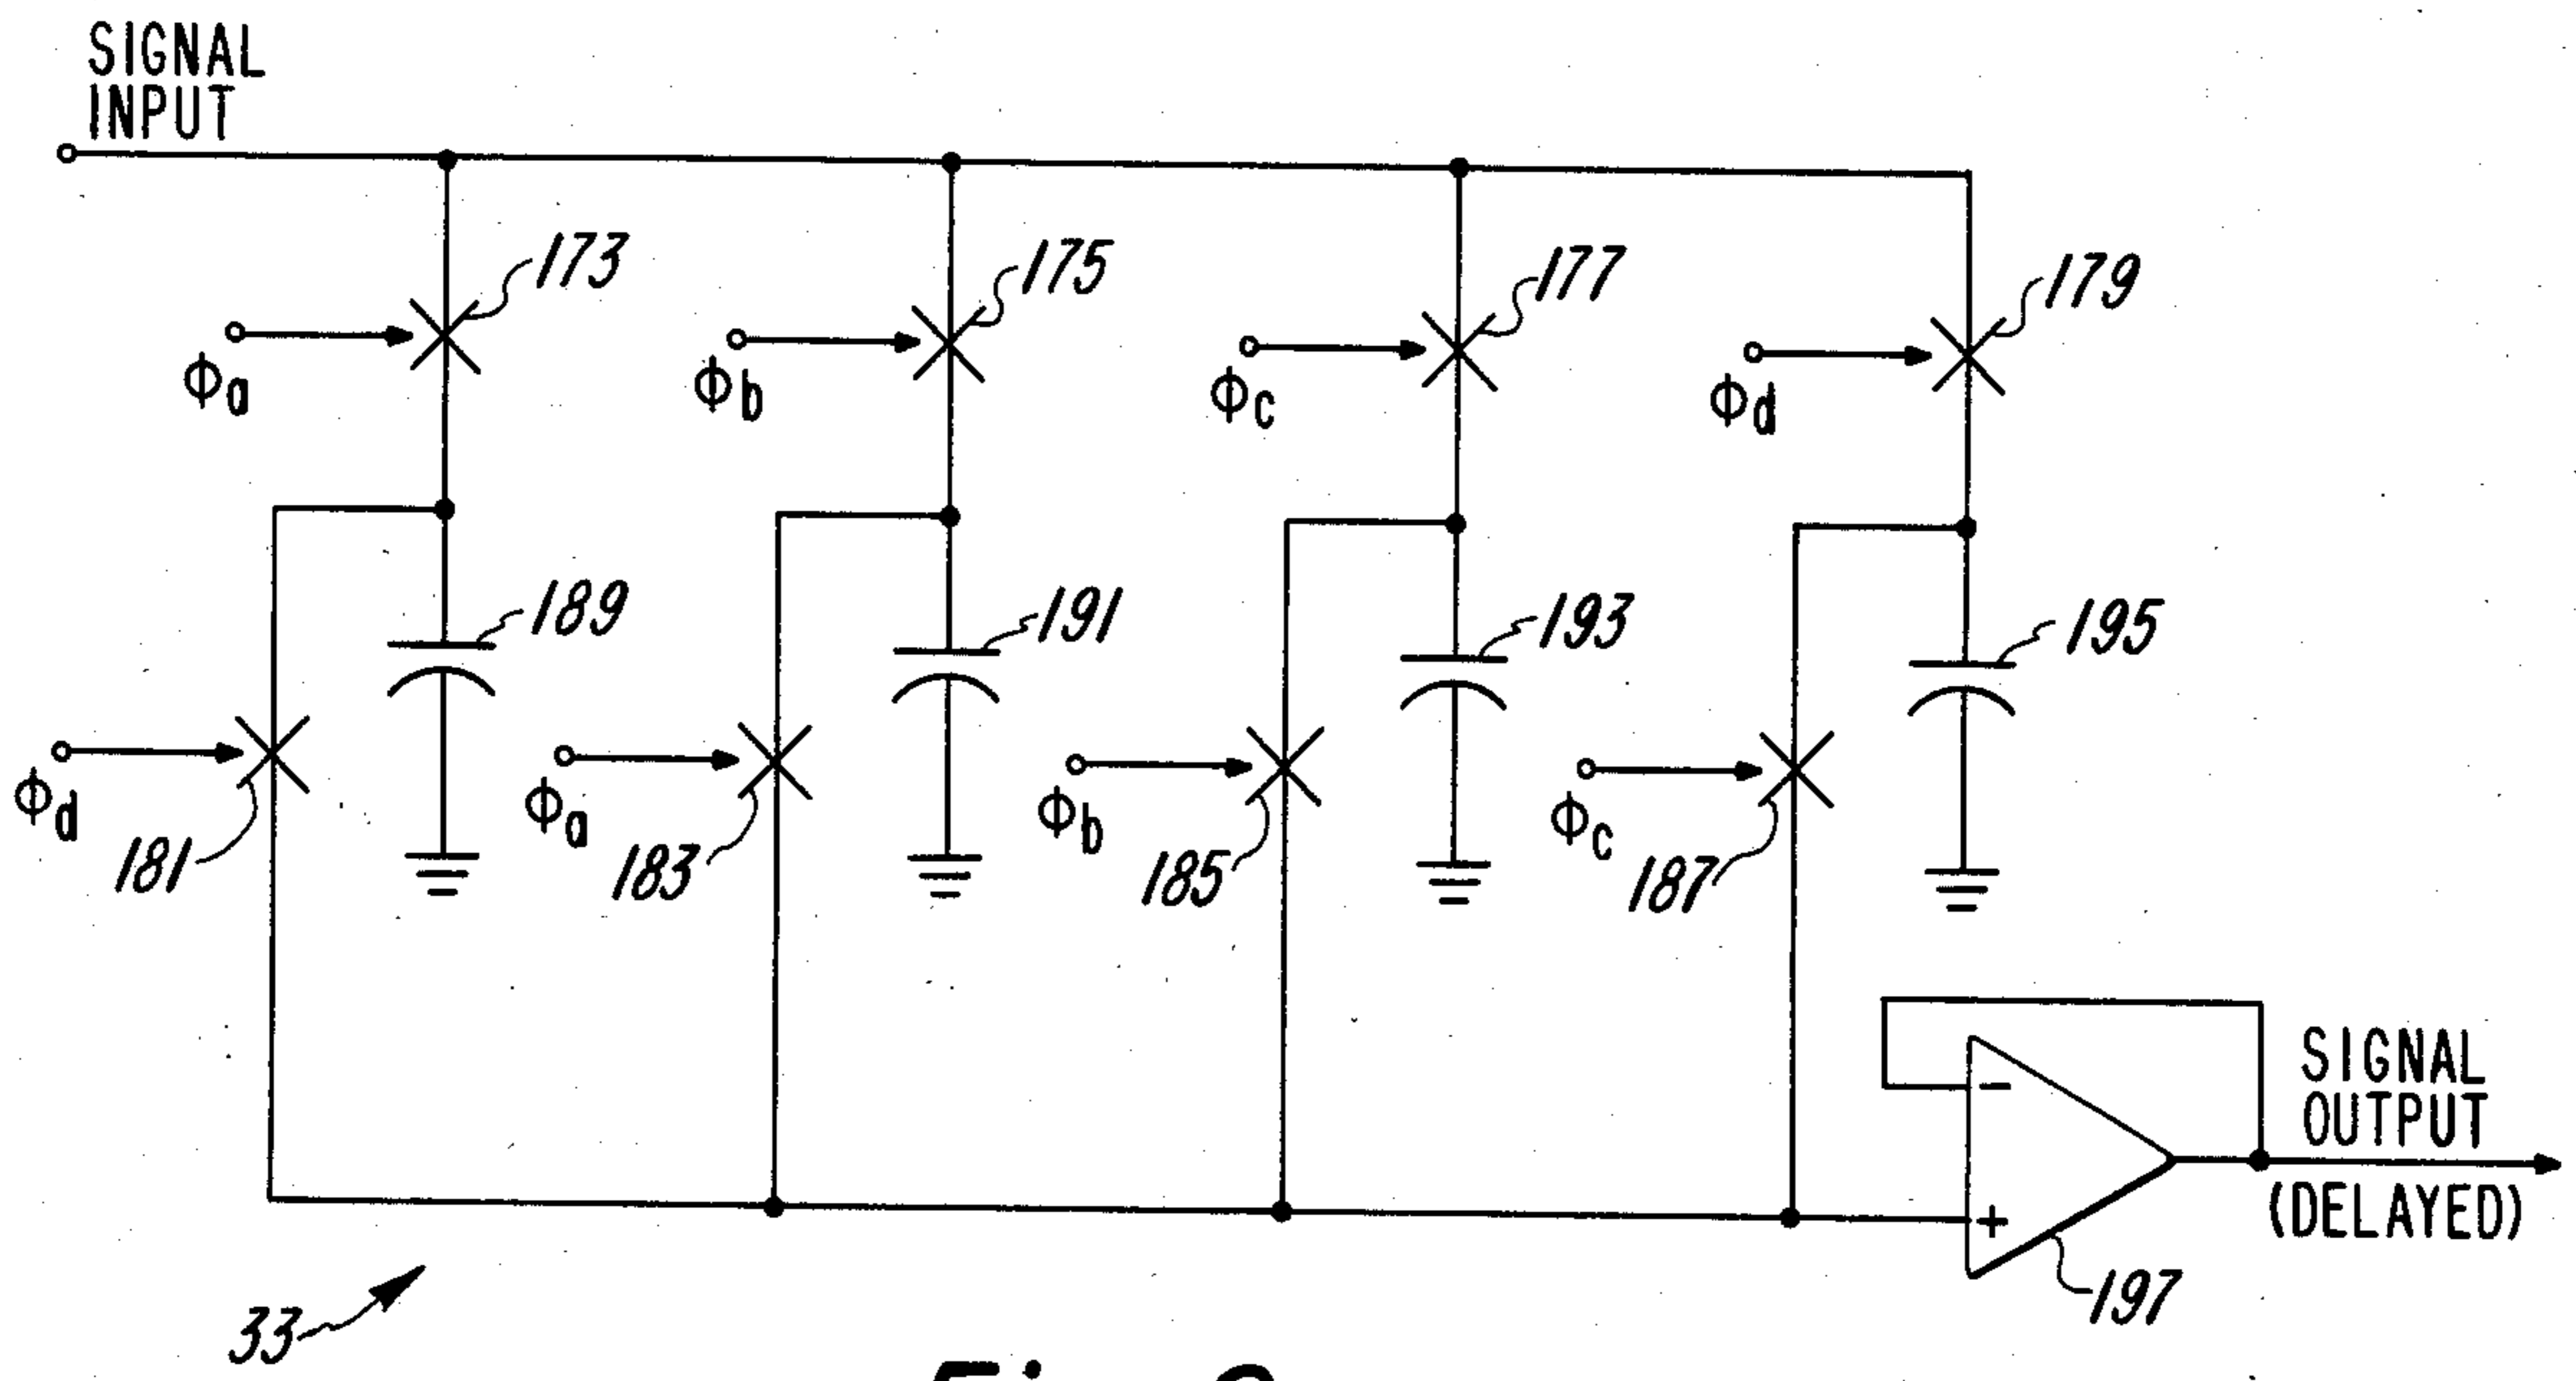 SIGNAL
INPUT
173
175
177
179
Φa
Φb
Φc
Φd
189
191
193
195
Φd
Φa
Φb
Φc
181
183
185
187
−
+
SIGNAL
OUTPUT
(DELAYED)
197
33